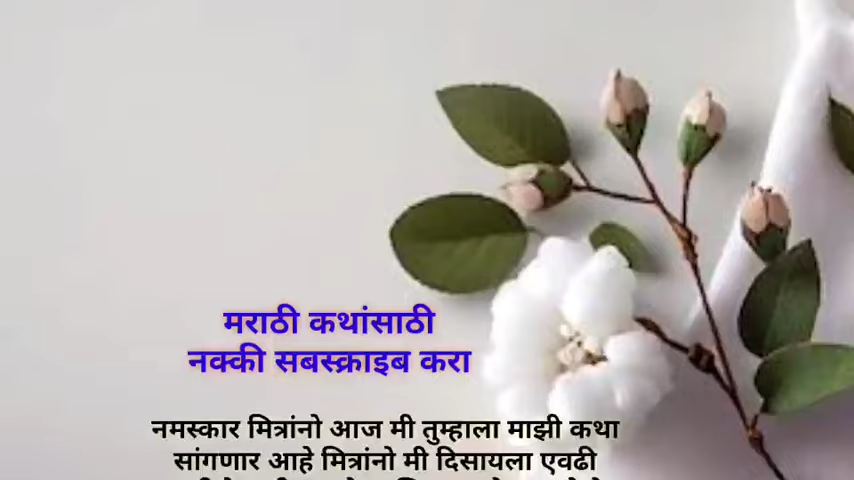 मराठी कथांसाठी
नक्की सबस्क्राइब करा
नमस्कार मित्रांनो आज मी तुम्हाला माझी कथा
सांगणार आहे मित्रांनो मी दिसायला एवढी